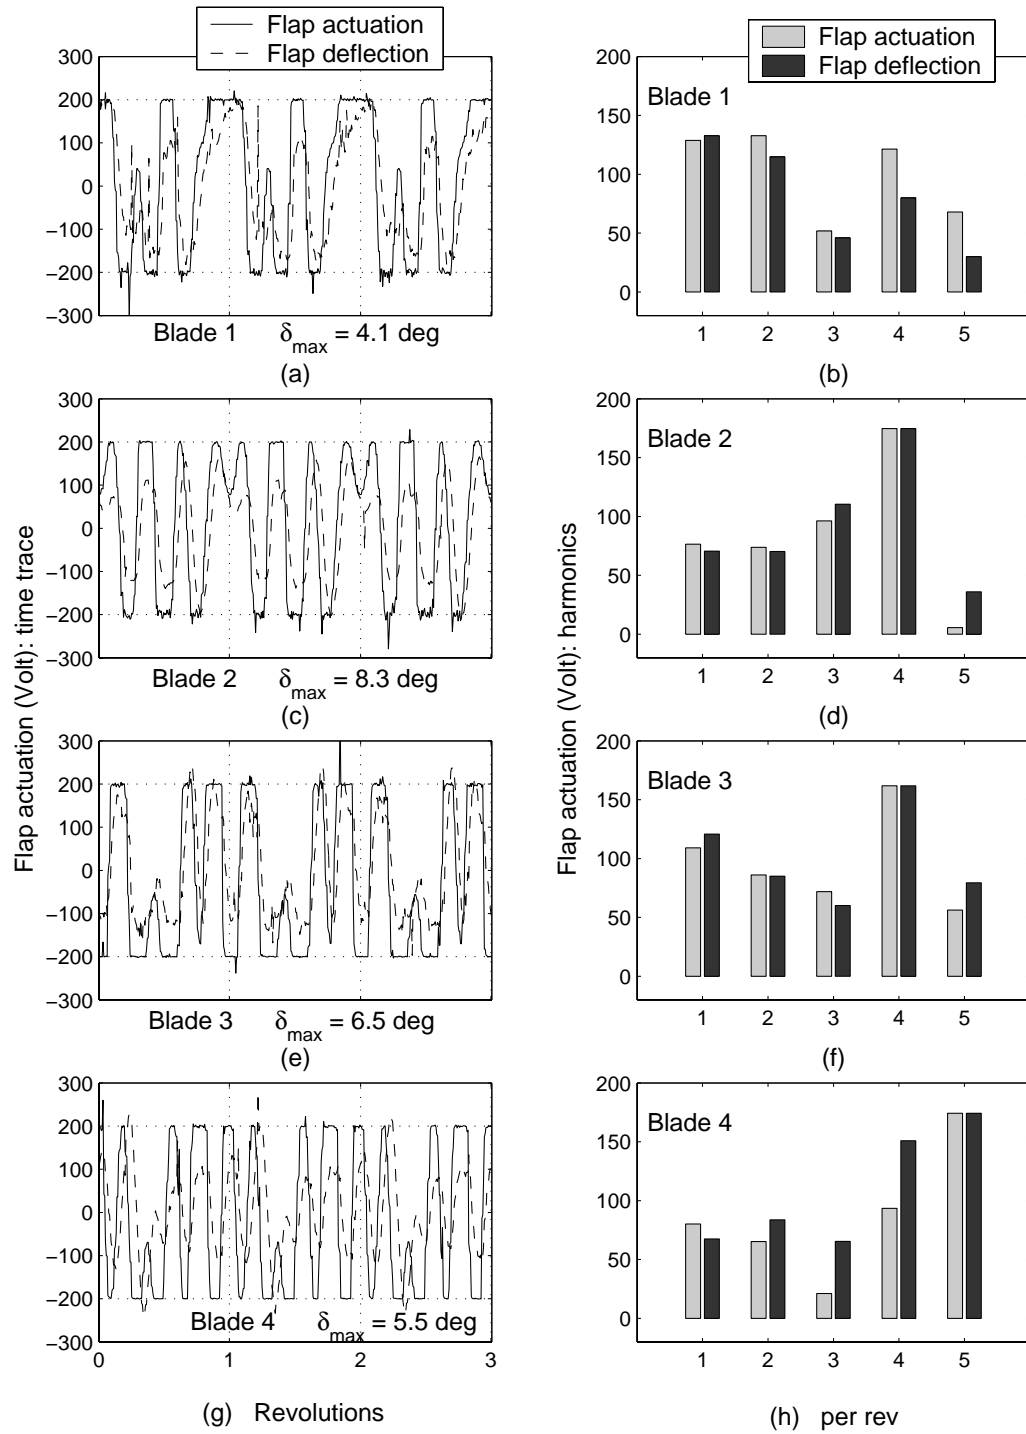 Flap actuation
Flap deflection
300
200
100
0
−100
−200
−300
Blade 1 δmax = 4.1 deg
(a)
Flap actuation
Flap deflection
Blade 1
200
150
100
50
0
1 2 3 4 5
(b)
300
200
100
0
−100
−200
−300
Blade 2 δmax = 8.3 deg
(c)
Blade 2
200
150
100
50
0
1 2 3 4 5
(d)
Flap actuation (Volt): time trace
Flap actuation (Volt): harmonics
300
200
100
0
−100
−200
−300
Blade 3 δmax = 6.5 deg
(e)
Blade 3
200
150
100
50
0
1 2 3 4 5
(f)
300
200
100
0
−100
−200
−300
Blade 4 δmax = 5.5 deg
0 1 2 3
(g) Revolutions
Blade 4
200
150
100
50
0
1 2 3 4 5
(h) per rev